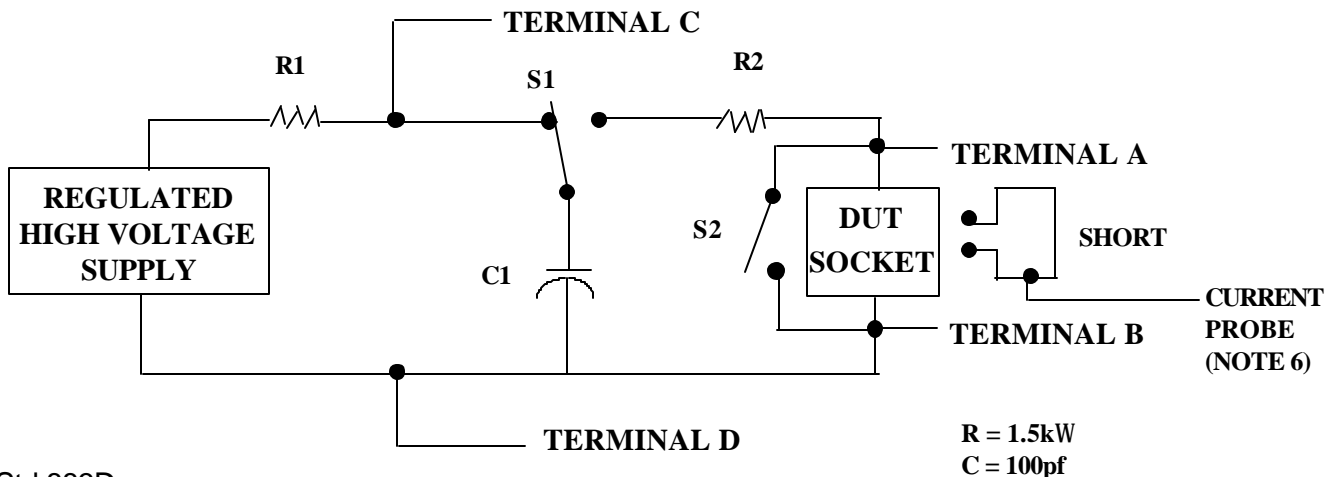 TERMINAL C
R1
S1
R2
TERMINAL A
REGULATED
HIGH VOLTAGE
SUPPLY
C1
S2
DUT
SOCKET
SHORT
CURRENT
PROBE
(NOTE 6)
TERMINAL B
TERMINAL D
R = 1.5kW
C = 100pf